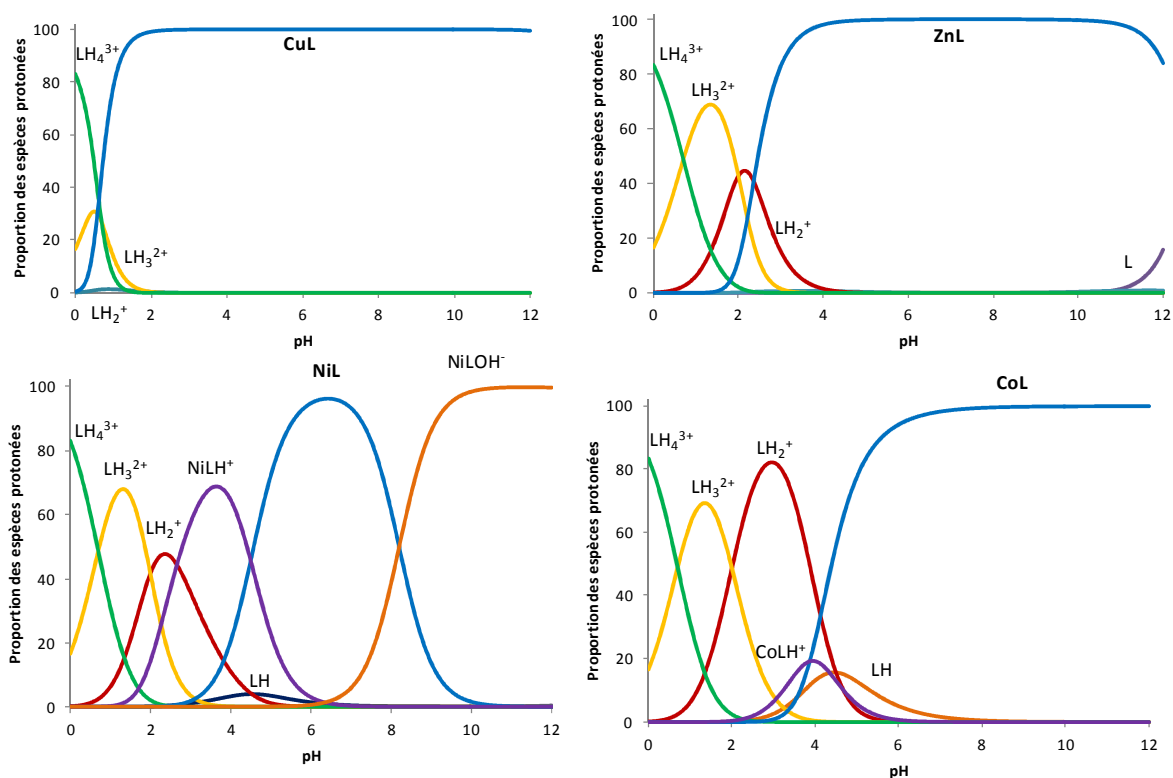 CuL
Proportion des espèces protonées
100
80
60
40
20
0
LH₄³⁺
LH₃²⁺
LH₂⁺
0 2 4 6 8 10 12
pH
ZnL
Proportion des espèces protonées
100
80
60
40
20
0
LH₄³⁺
LH₃²⁺
LH₂⁺
L
0 2 4 6 8 10 12
pH
NiL
NiLOH⁻
Proportion des espèces protonées
100
80
60
40
20
0
LH₄³⁺
LH₃²⁺
NiLH⁺
LH₂⁺
LH
0 2 4 6 8 10 12
pH
CoL
Proportion des espèces protonées
100
80
60
40
20
0
LH₄³⁺
LH₂⁺
LH₃²⁺
CoLH⁺
LH
0 2 4 6 8 10 12
pH